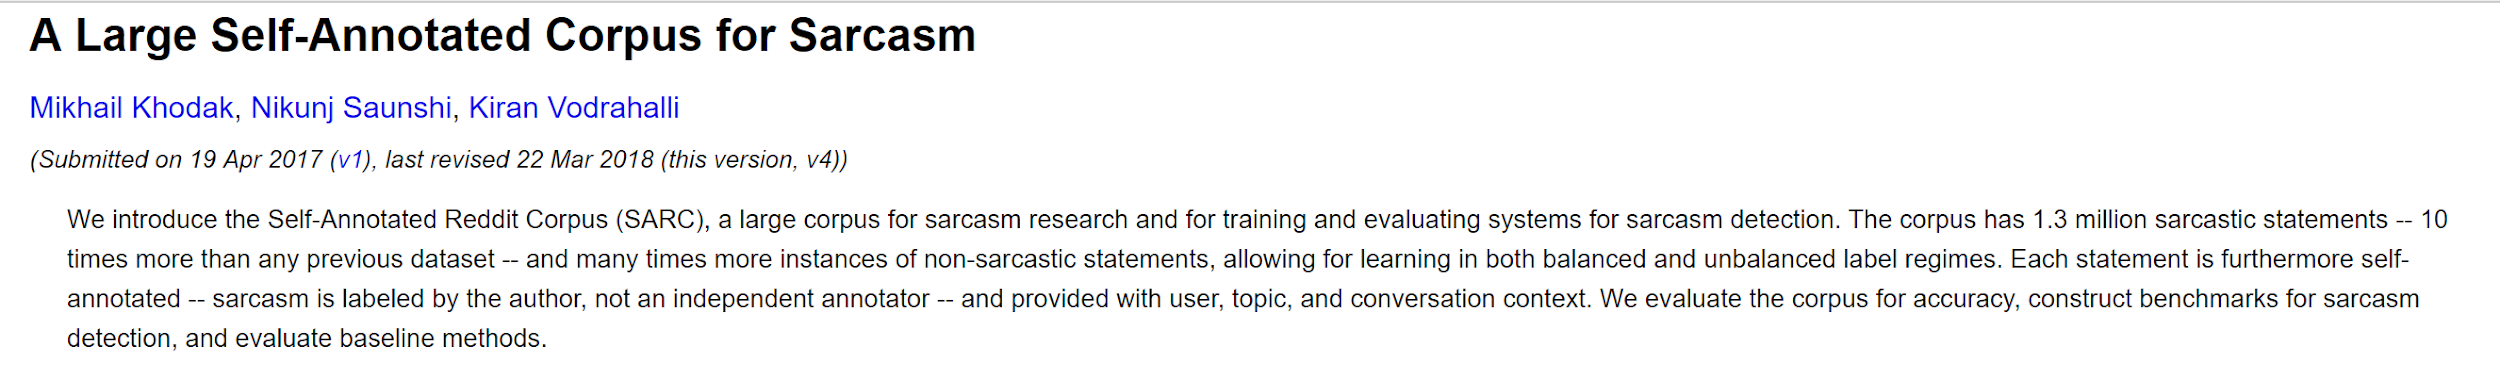 A Large Self-Annotated Corpus for Sarcasm
Mikhail Khodak, Nikunj Saunshi, Kiran Vodrahalli
(Submitted on 19 Apr 2017 (v1), last revised 22 Mar 2018 (this version, v4))
We introduce the Self-Annotated Reddit Corpus (SARC), a large corpus for sarcasm research and for training and evaluating systems for sarcasm detection. The corpus has 1.3 million sarcastic statements -- 10
times more than any previous dataset -- and many times more instances of non-sarcastic statements, allowing for learning in both balanced and unbalanced label regimes. Each statement is furthermore self-
annotated -- sarcasm is labeled by the author, not an independent annotator -- and provided with user, topic, and conversation context. We evaluate the corpus for accuracy, construct benchmarks for sarcasm
detection, and evaluate baseline methods.